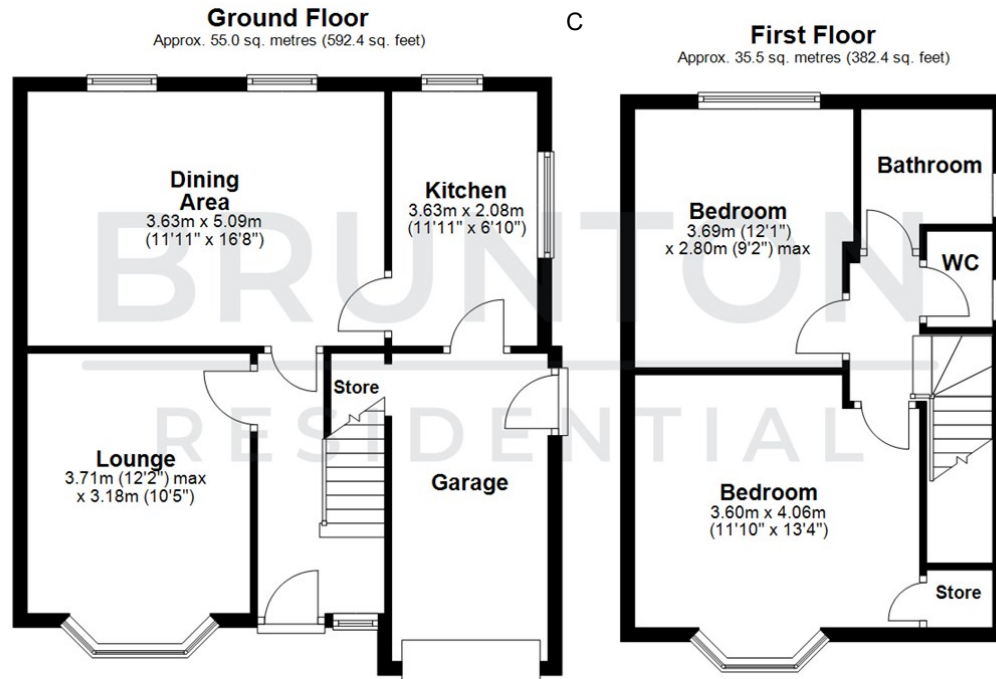 Ground Floor
Approx. 55.0 sq. metres (592.4 sq. feet)
C
First Floor
Approx. 35.5 sq. metres (382.4 sq. feet)
Dining
Area
3.63m x 5.09m
(11'11" x 16'8")
Kitchen
3.63m x 2.08m
(11'11" x 6'10")
Bedroom
3.69m (12'1")
x 2.80m (9'2") max
Bathroom
WC
BRUNTON
RESIDENTIAL
Store
Lounge
3.71m (12'2") max
x 3.18m (10'5")
Garage
Bedroom
3.60m x 4.06m
(11'10" x 13'4")
Store